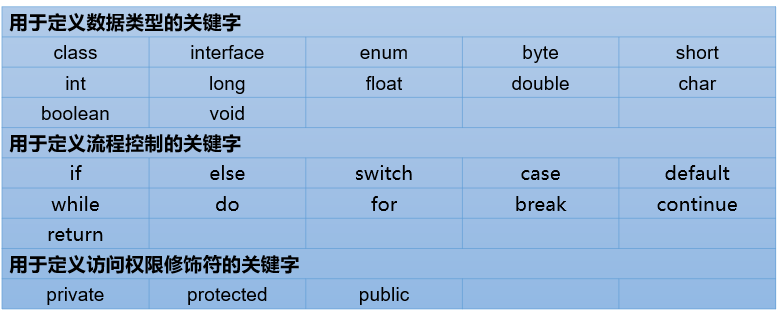 用于定义数据类型的关键字
class interface enum byte short
int long float double char
boolean void
用于定义流程控制的关键字
if else switch case default
while do for break continue
return
用于定义访问权限修饰符的关键字
private protected public